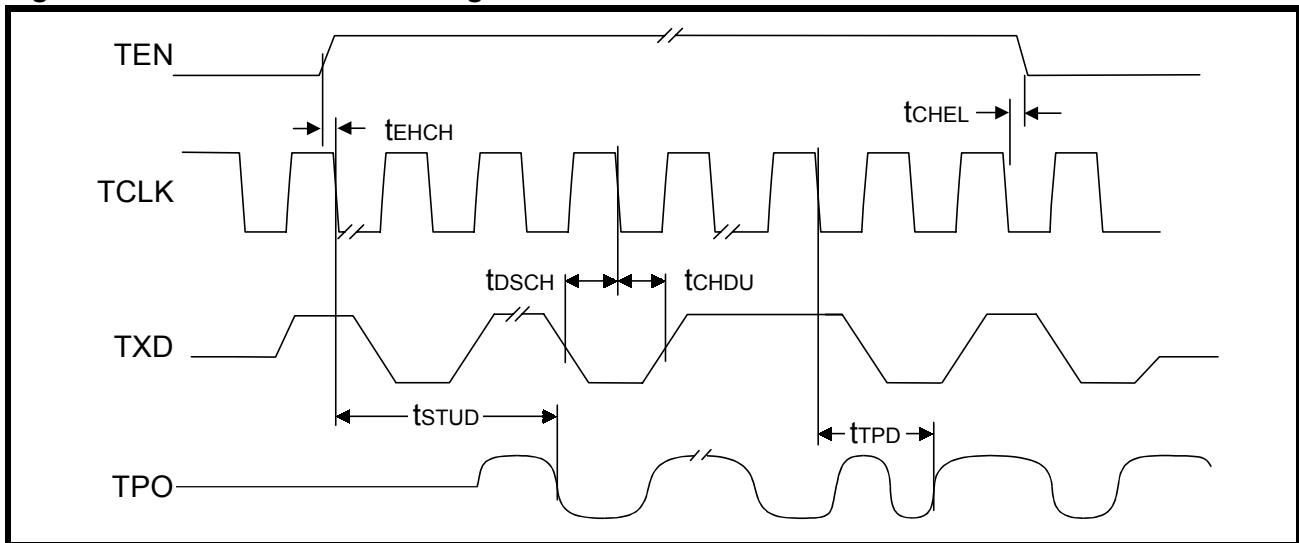 TEN
tCHEL
tEHCH
TCLK
tDSCH
tCHDU
TXD
tSTUD
tTPD
TPO